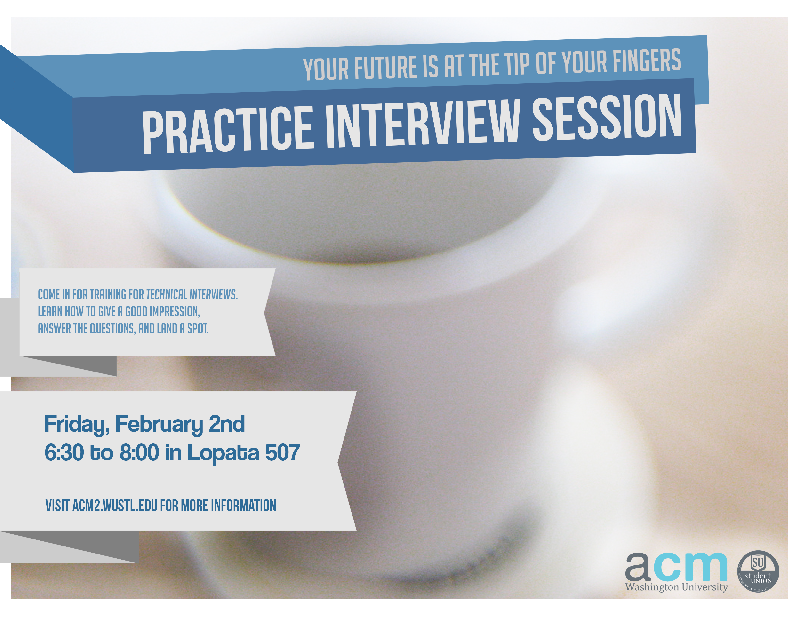 YOUR FUTURE IS AT THE TIP OF YOUR FINGERS
PRACTICE INTERVIEW SESSION
COME IN FOR TRAINING FOR TECHNICAL INTERVIEWS.
LEARN HOW TO GIVE A GOOD IMPRESSION,
ANSWER THE QUESTIONS, AND LAND A SPOT.
Friday, February 2nd
6:30 to 8:00 in Lopata 507
VISIT ACM2.WUSTL.EDU FOR MORE INFORMATION
acm
Washington University
SU
student
UNION